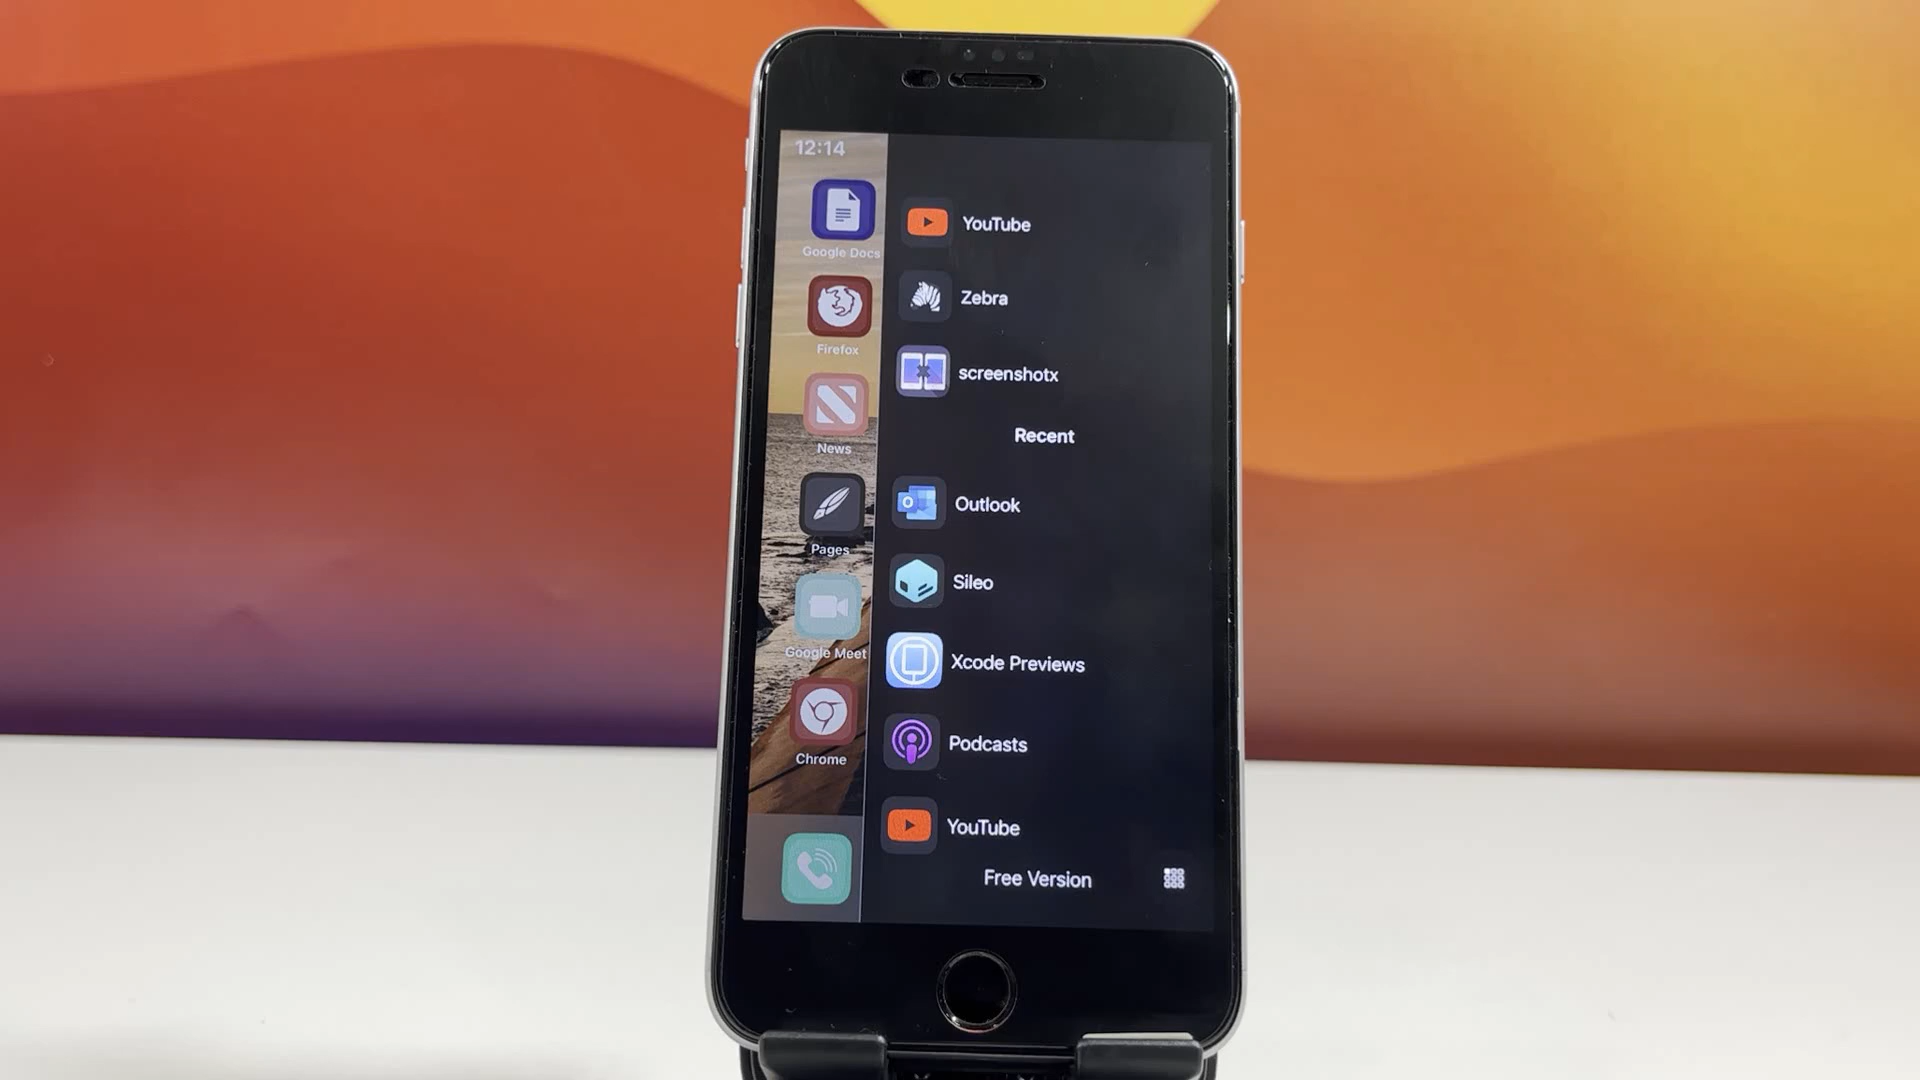 12:14
Google Docs
Firefox
News
Pages
Google Meet
Chrome
YouTube
Zebra
screenshotx
Recent
Outlook
Sileo
Xcode Previews
Podcasts
YouTube
Free Version